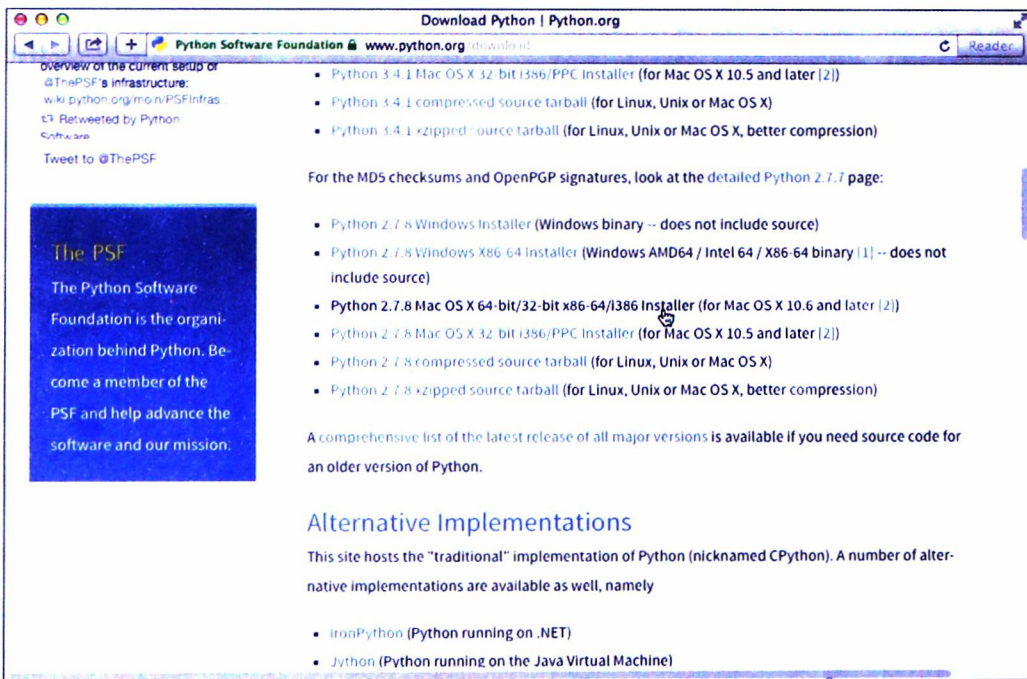 Download Python | Python.org
+ Python Software Foundation www.python.org/download Reader
overview of the current setup of
@ThePSF's infrastructure:
wiki.python.org/moin/PSFInfras
Retweeted by Python
Software
Tweet to @ThePSF
The PSF
The Python Software
Foundation is the organi-
zation behind Python. Be-
come a member of the
PSF and help advance the
software and our mission.
▪ Python 3.4.1 Mac OS X 32-bit i386/PPC Installer (for Mac OS X 10.5 and later [2])
▪ Python 3.4.1 compressed source tarball (for Linux, Unix or Mac OS X)
▪ Python 3.4.1 xzipped source tarball (for Linux, Unix or Mac OS X, better compression)
For the MD5 checksums and OpenPGP signatures, look at the detailed Python 2.7.7 page:
▪ Python 2.7.8 Windows Installer (Windows binary -- does not include source)
▪ Python 2.7.8 Windows X86-64 Installer (Windows AMD64 / Intel 64 / X86-64 binary [1] -- does not
include source)
▪ Python 2.7.8 Mac OS X 64-bit/32-bit x86-64/i386 Installer (for Mac OS X 10.6 and later [2])
▪ Python 2.7.8 Mac OS X 32-bit i386/PPC Installer (for Mac OS X 10.5 and later [2])
▪ Python 2.7.8 compressed source tarball (for Linux, Unix or Mac OS X)
▪ Python 2.7.8 xzipped source tarball (for Linux, Unix or Mac OS X, better compression)
A comprehensive list of the latest release of all major versions is available if you need source code for
an older version of Python.
Alternative Implementations
This site hosts the "traditional" implementation of Python (nicknamed CPython). A number of alter-
native implementations are available as well, namely
▪ IronPython (Python running on .NET)
▪ Jython (Python running on the Java Virtual Machine)